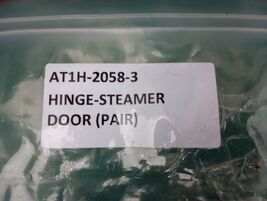 AT1H-2058-3
HINGE-STEAMER
DOOR (PAIR)